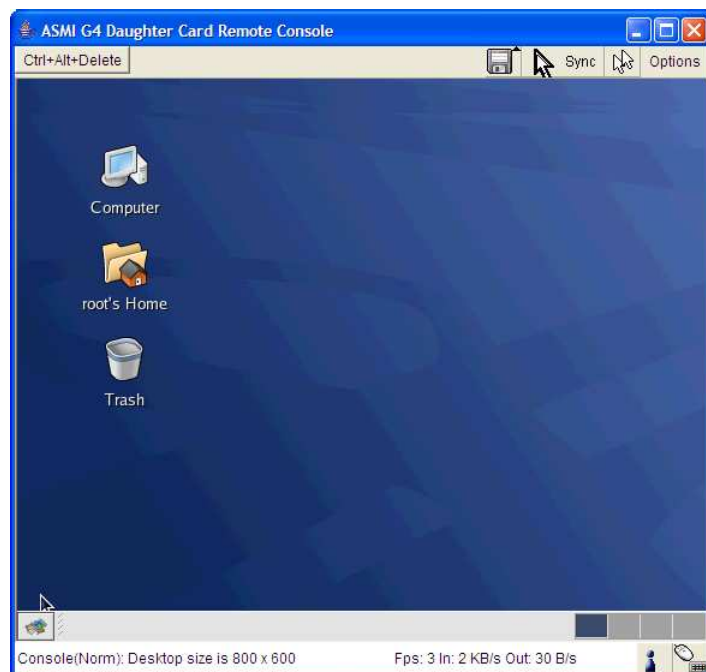 ASMI G4 Daughter Card Remote Console
Ctrl+Alt+Delete Sync Options
Computer
root's Home
Trash
Console(Norm): Desktop size is 800 x 600 Fps: 3 In: 2 KB/s Out: 30 B/s